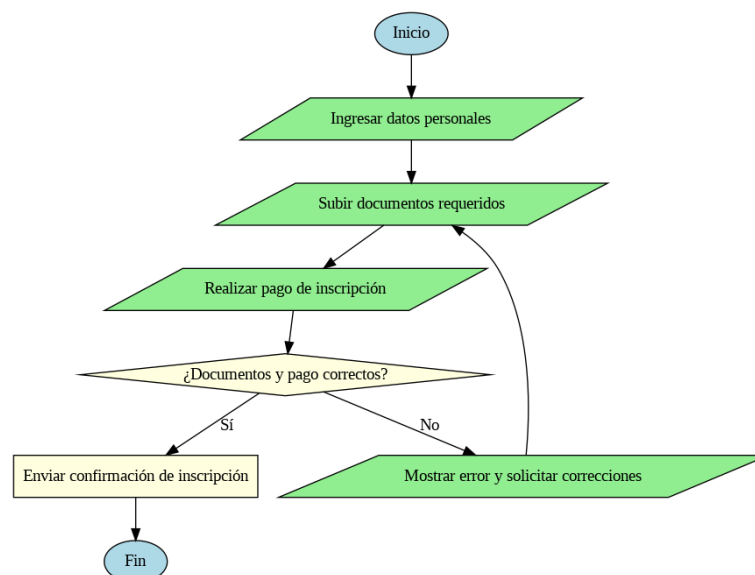 Inicio
Ingresar datos personales
Subir documentos requeridos
Realizar pago de inscripción
¿Documentos y pago correctos?
Sí
No
Enviar confirmación de inscripción
Mostrar error y solicitar correcciones
Fin